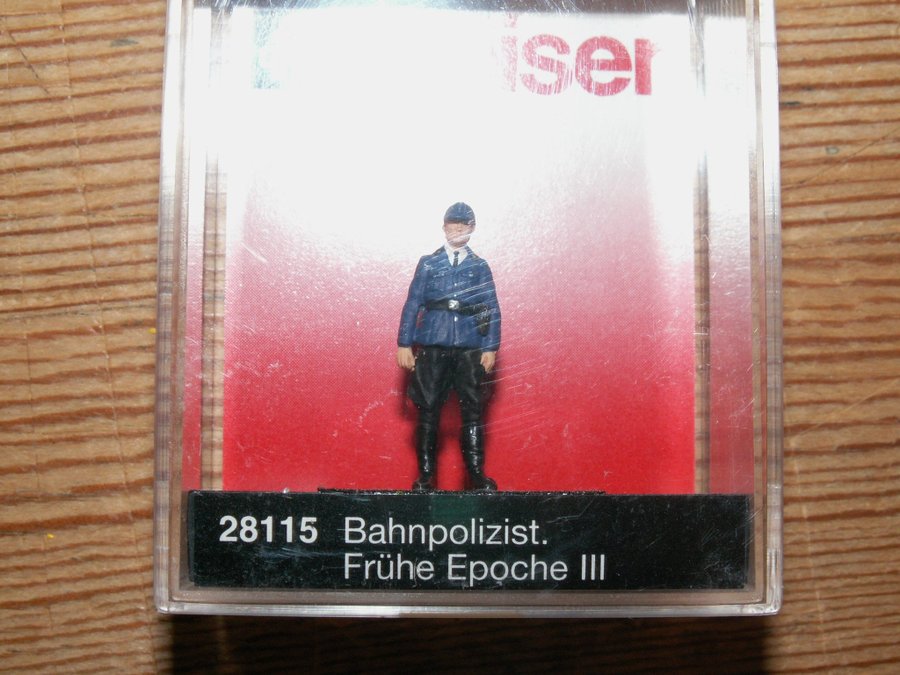 iser
28115 Bahnpolizist.
Frühe Epoche III